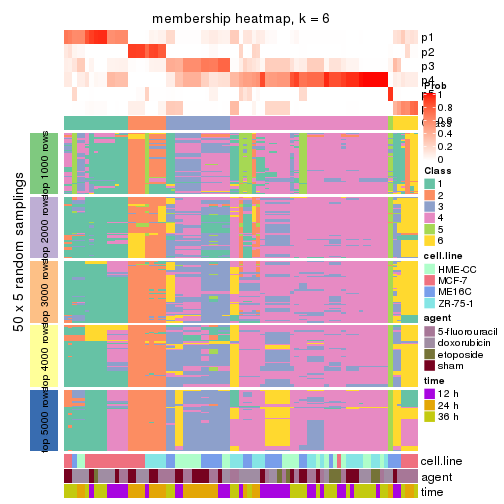 membership heatmap, k = 6
p1
p2
p3
p4
Prob
1
0.8
0.6
0.4
0.2
0
Class
1
2
3
4
5
6
cell.line
HME-CC
MCF-7
ME16C
ZR-75-1
agent
5-fluorouracil
doxorubicin
etoposide
sham
time
12 h
24 h
36 h
50 x 5 random samplings
top 1000 rows
top 2000 rows
top 3000 rows
top 4000 rows
top 5000 rows
cell.line
agent
time